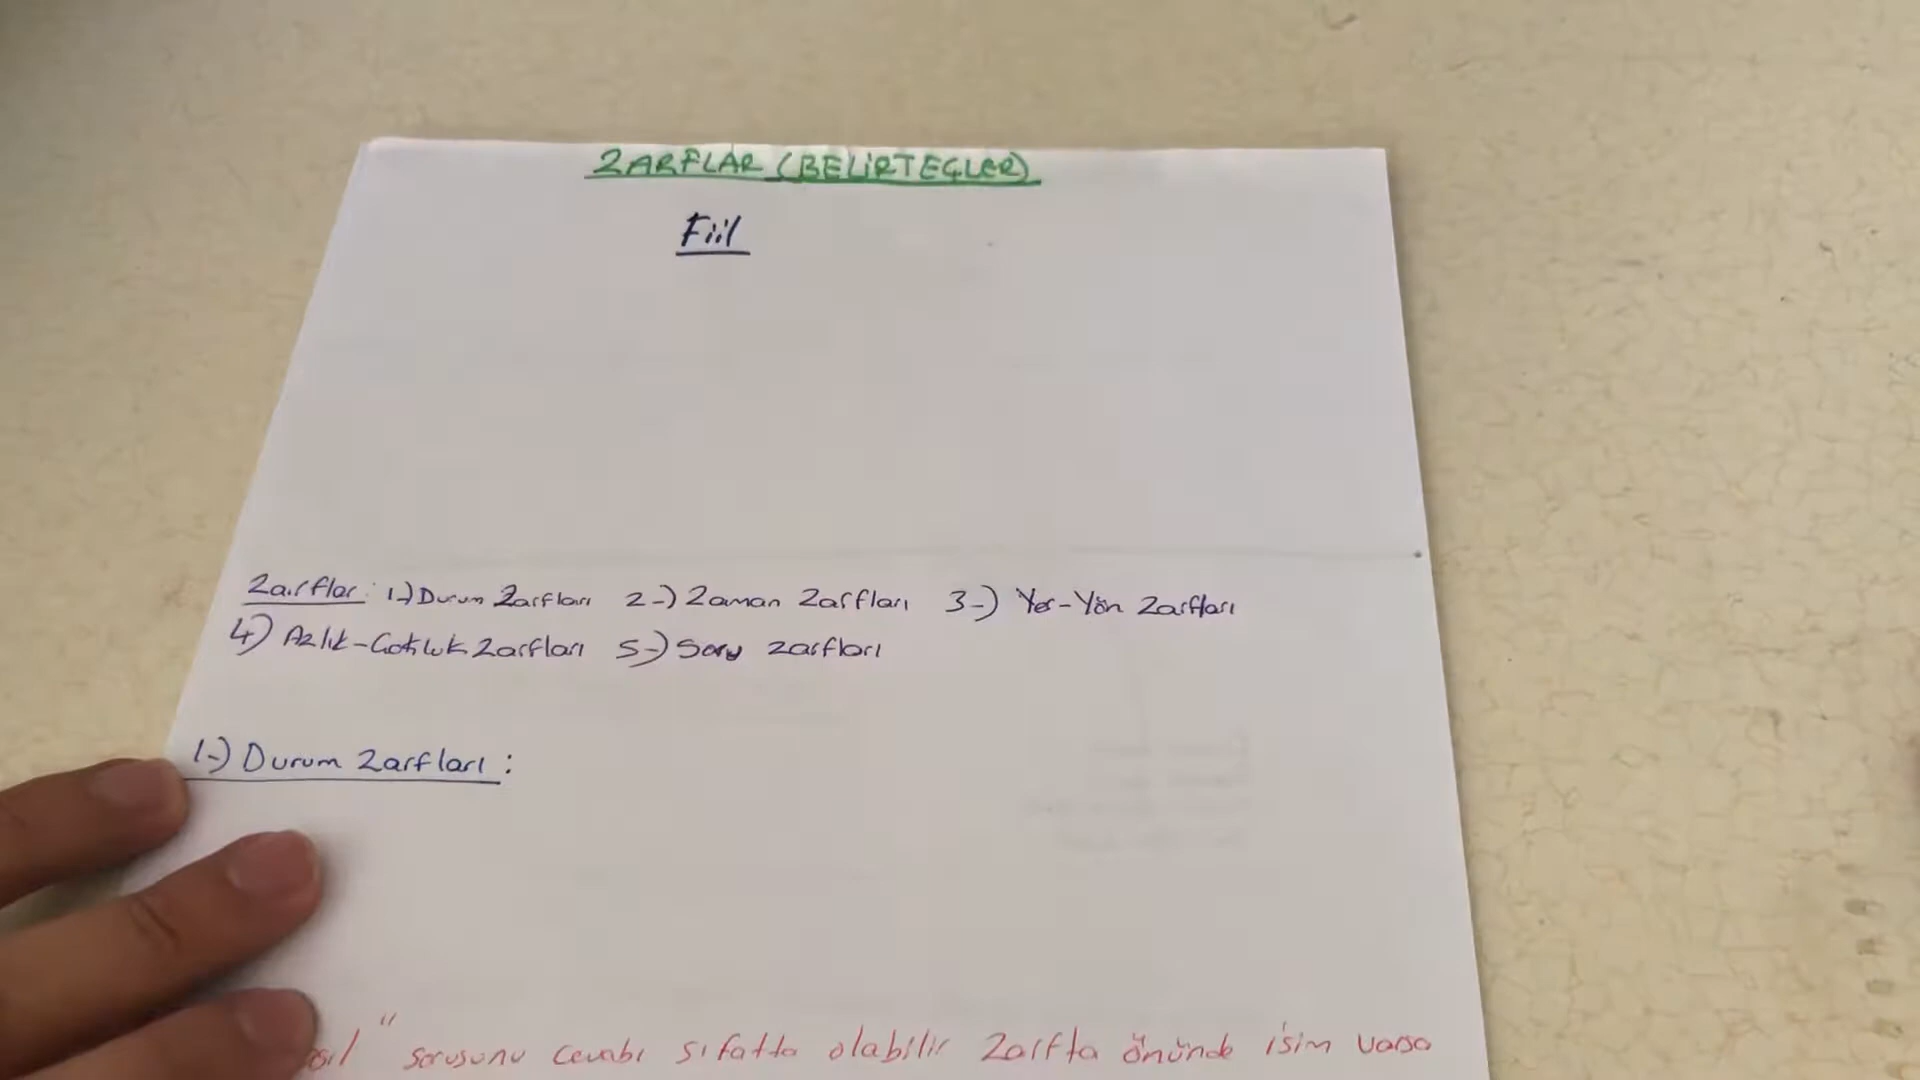 ZARFLAR (BELİRTEÇLER)
Fiil
Zarflar: 1-) Durum Zarfları 2-) Zaman Zarfları 3-) Yer-Yön Zarfları
4-) Azlık-Çokluk Zarfları 5-) Soru zarfları
1-) Durum Zarfları:
" sorusunu cevabı sıfatta olabilir zarfta önünde isim varsa